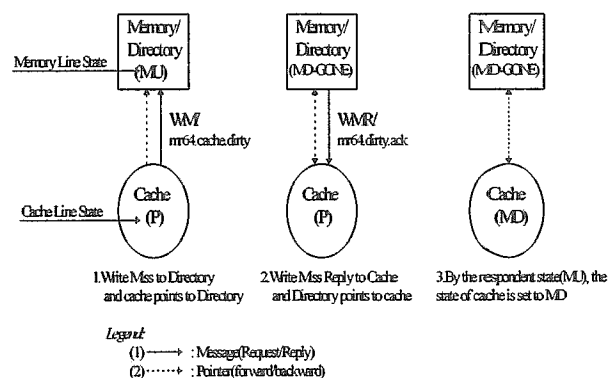 Memory/
Directory
(MU)
Memory/
Directory
(MD-GONE)
Memory/
Directory
(MD-GONE)
Memory Line State
WM/
mr64.cache.dirty
WMR/
mr64.dirty.ack
Cache
(P)
Cache
(P)
Cache
(MD)
Cache Line State
1.Write Mss to Directory
and cache points to Directory
2.Write Mss Reply to Cache
and Directory points to cache
3.By the respondent state(MU), the
state of cache is set to MD
Legend:
(1) : Message(Request/Reply)
(2) : Pointer(forward/backward)